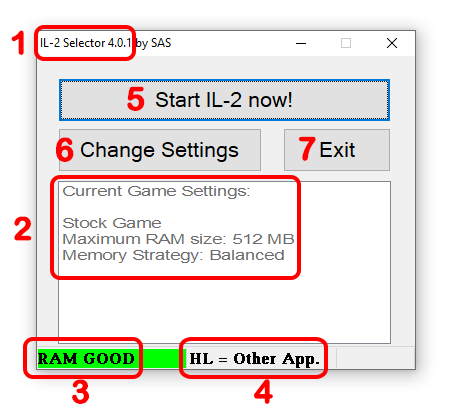 1 IL-2 Selector 4.0.1 by SAS
5 Start IL-2 now!
6 Change Settings 7 Exit
Current Game Settings:
2 Stock Game
Maximum RAM size: 512 MB
Memory Strategy: Balanced
RAM GOOD HL = Other App.
3 4